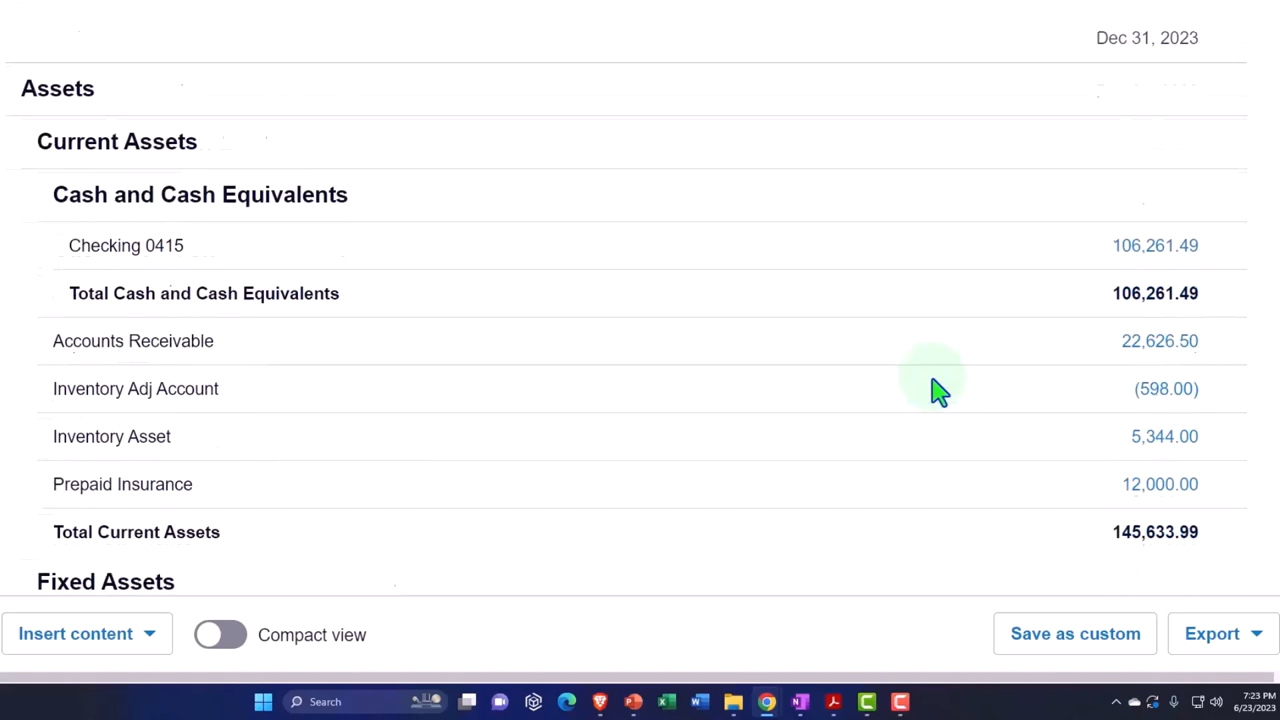 Dec 31, 2023
Assets
Current Assets
Cash and Cash Equivalents
Checking 0415 106,261.49
Total Cash and Cash Equivalents 106,261.49
Accounts Receivable 22,626.50
Inventory Adj Account (598.00)
Inventory Asset 5,344.00
Prepaid Insurance 12,000.00
Total Current Assets 145,633.99
Fixed Assets
Insert content Compact view Save as custom Export
Search 7:23 PM
6/23/2023